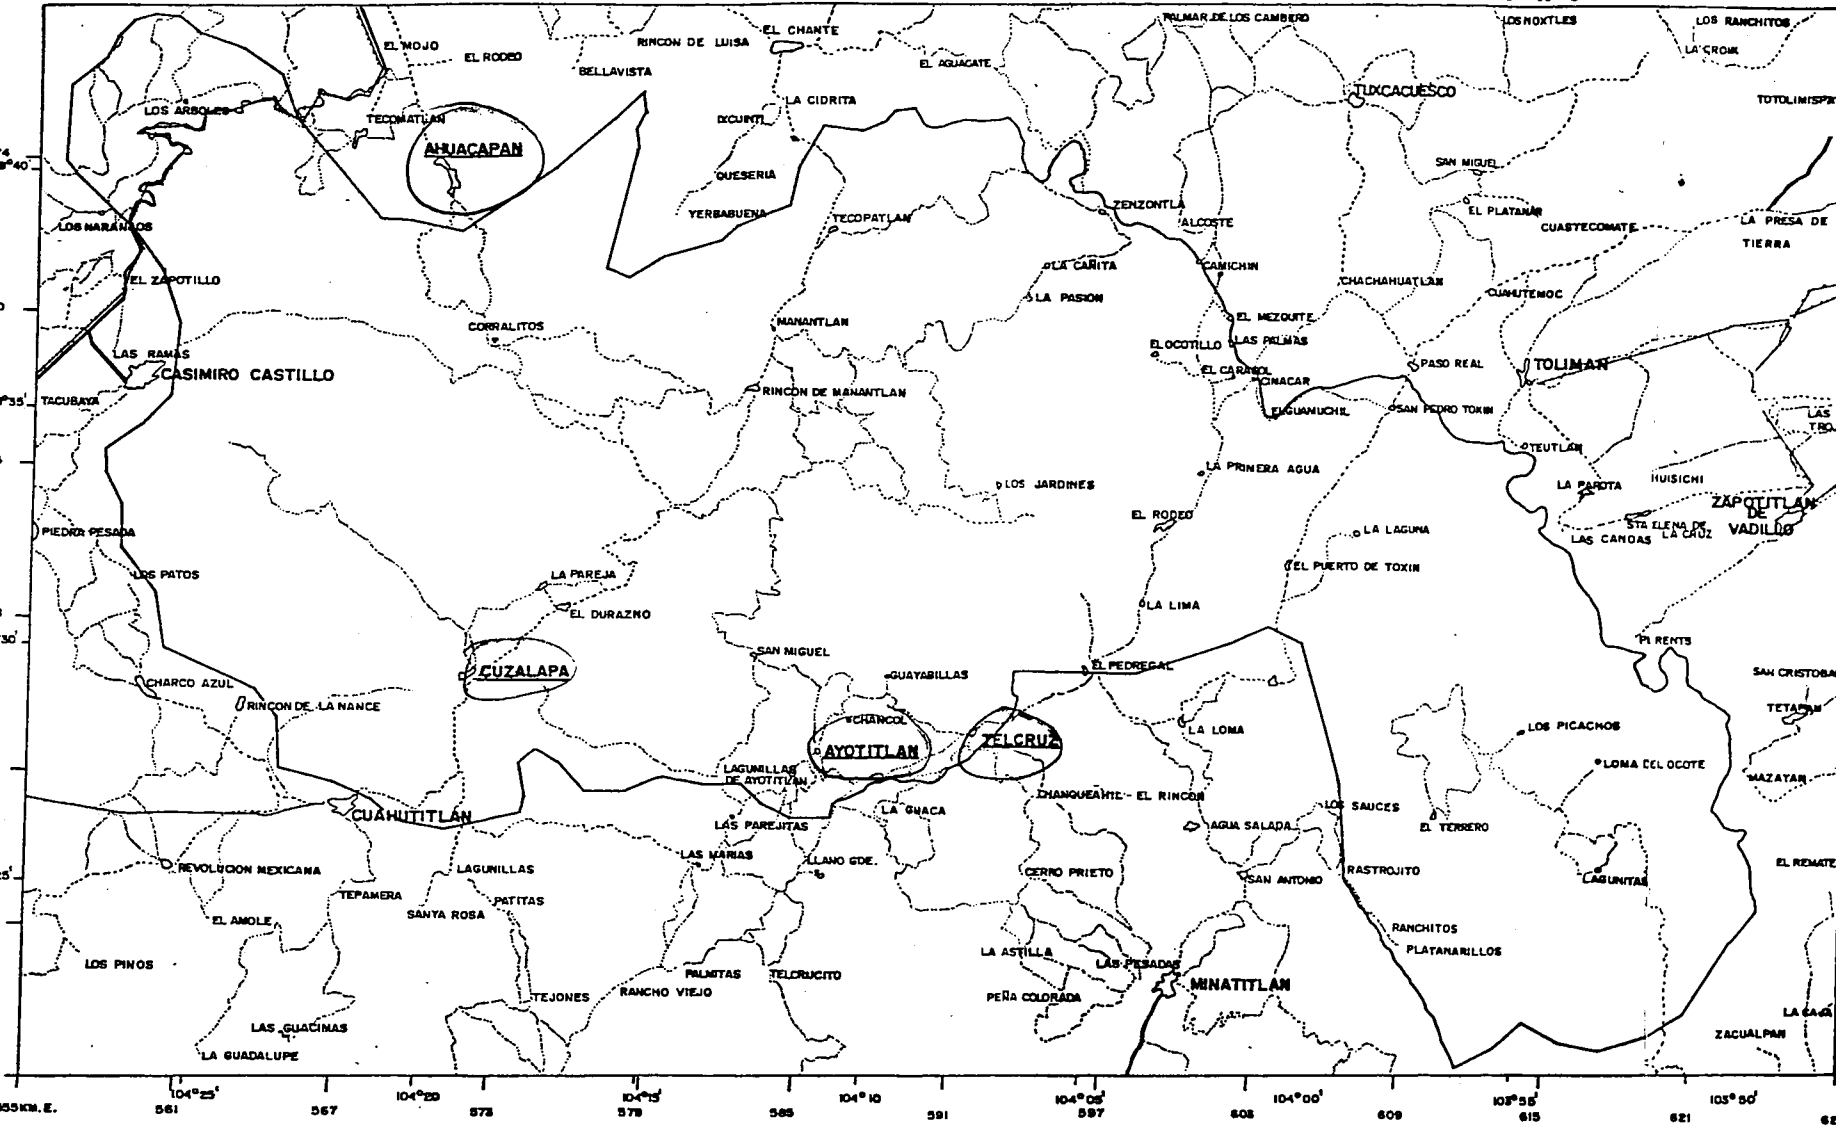 PALMAR DE LOS CAMBERO
LOS NOXTLES
LOS RANCHITOS
EL CHANTE
RINCON DE LUISA
EL MOJO
EL RODEO
LA CROIX
BELLAVISTA
EL AGUACATE
TUXCACUESCO
LA CIDRITA
LOS ARBOLES
TECOMATLAN
AHUACAPAN
SAN MIGUEL
QUESERIA
EL PLATANAR
YERBABUENA
TECOPATLAN
ZENZONTLA
ALCOSTE
CUASTECOMATE
LA PRESA DE
TIERRA
LOS NARANJOS
LA CAÑITA
CAMICHIN
EL ZAPOTILLO
CHACHAHUATLAN
CUAHUTEMOC
LA PASION
CORRALITOS
MANANTLAN
EL MEZQUITE
EL OCOTILLO
LAS PALMAS
LAS RAMAS
CASIMIRO CASTILLO
EL CARACOL
CINACAR
PASO REAL
TOLIMAN
TACUBAYA
35'
RINCON DE MANANTLAN
EL GUAMUCHIL
SAN PEDRO TOXIN
LAS
TEUTLAN
LA PRIMERA AGUA
LOS JARDINES
LA PAROTA
HUISICHI
ZAPOTITLAN
DE
VADILLO
EL RODEO
STA ELENA DE
LA CRUZ
LAS CANOAS
LA LAGUNA
PIEDRA PESADA
EL PUERTO DE TOXIN
LOS PATOS
LA PAREJA
EL DURAZNO
LA LIMA
30'
SAN MIGUEL
EL PEDREGAL
CUZALAPA
GUAYABILLAS
CHARCO AZUL
RINCON DE LA NANCE
CHANCOL
TETAPAN
AYOTITLAN
TELCRUZ
LA LOMA
LOS PICACHOS
LAGUNILLAS
DE AYOTITLAN
LOMA DEL OCOTE
MAZATAN
CHANQUEAHIL - EL RINCON
LOS SAUCES
CUAHUTITLAN
LA GUACA
LAS PAREJITAS
AGUA SALADA
EL TERRERO
LAS MARIAS
LLANO GDE.
REVOLUCION MEXICANA
LAGUNILLAS
CERRO PRIETO
SAN ANTONIO
RASTROJITO
LAGUNITAS
EL REMATE
TEPAMERA
PATITAS
SANTA ROSA
EL AMOLE
RANCHITOS
PLATANARILLOS
LA ASTILLA
LOS PINOS
PALMITAS
TELCRUCITO
LAS PESADAS
MINATITLAN
RANCHO VIEJO
PEÑA COLORADA
TEJONES
LAS GUACIMAS
LA GUADALUPE
ZACUALPAN
104°25'
104°20
104°15'
104°10
104°05'
104°00'
103°55'
103°50'
561
567
573
579
585
591
597
603
609
615
621